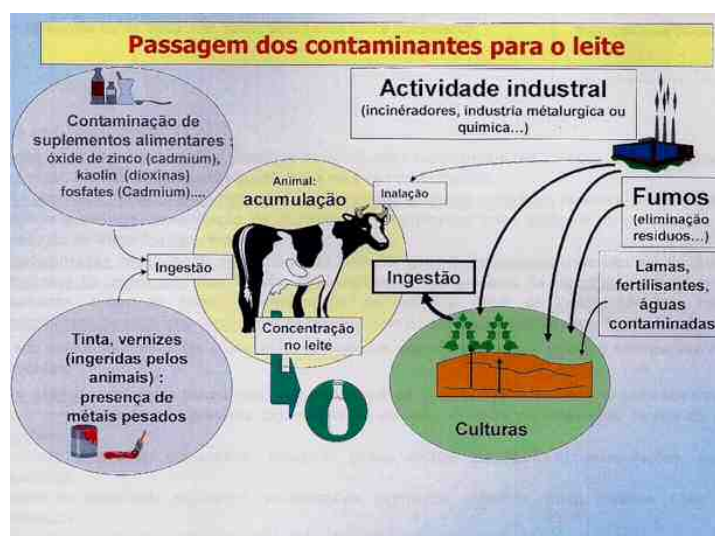 Passagem dos contaminantes para o leite
Contaminação de
suplementos alimentares :
óxide de zinco (cadmium),
kaolin (dioxinas)
fosfates (Cadmium)....
Actividade industral
(incinéradores, industria métalurgica ou
quimica...)
Animal:
acumulação
Inalação
Fumos
(eliminação
residuos...)
Ingestão
Ingestão
Lamas,
fertilisantes,
águas
contaminadas
Concentração
no leite
Tinta, vernizes
(ingeridas pelos
animais) :
presença de
métais pesados
Culturas